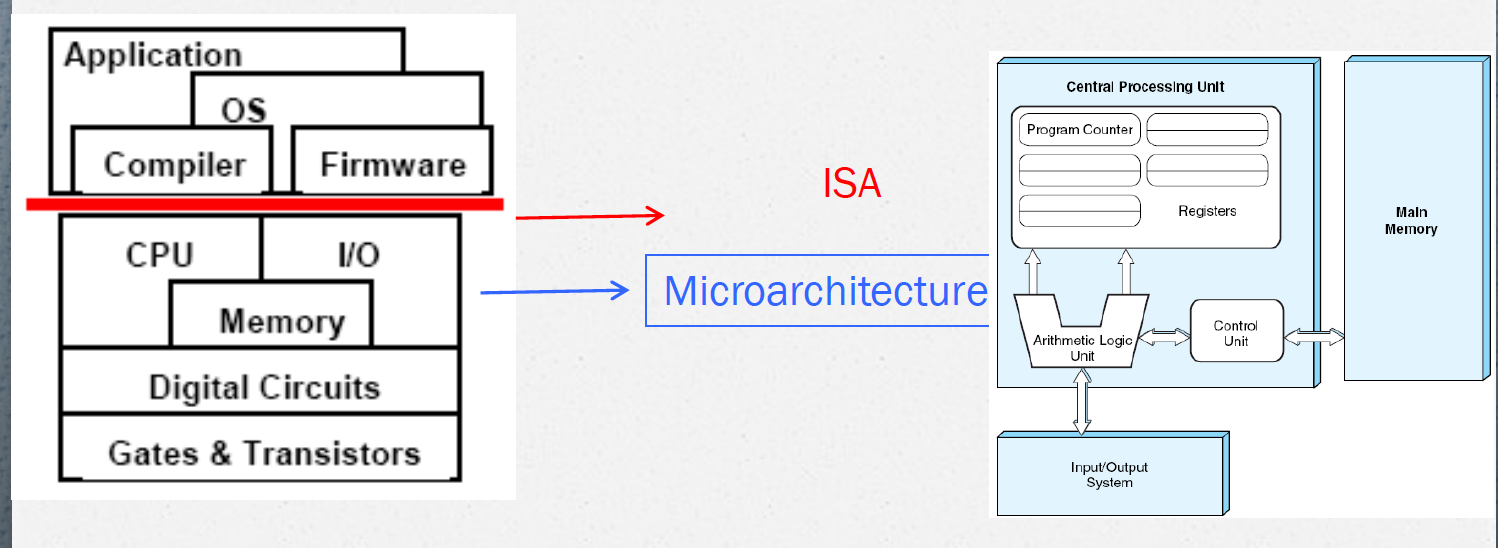 Application
OS
Compiler
Firmware
CPU
I/O
Memory
Digital Circuits
Gates & Transistors
ISA
Microarchitecture
Central Processing Unit
Program Counter
Registers
Arithmetic Logic
Unit
Control
Unit
Main
Memory
Input/Output
System